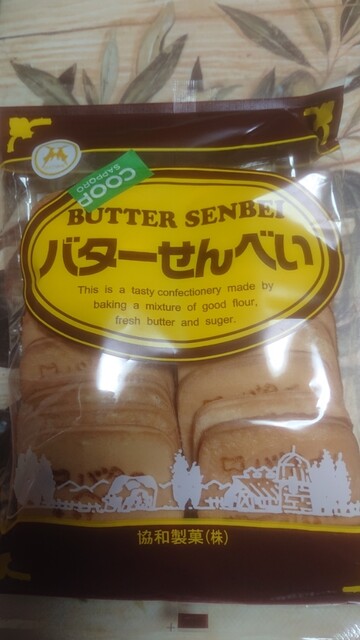 COOP
SAPPORO
BUTTER SENBEI
バターせんべい
This is a tasty confectionery made by
baking a mixture of good flour,
fresh butter and suger.
協和製菓(株)